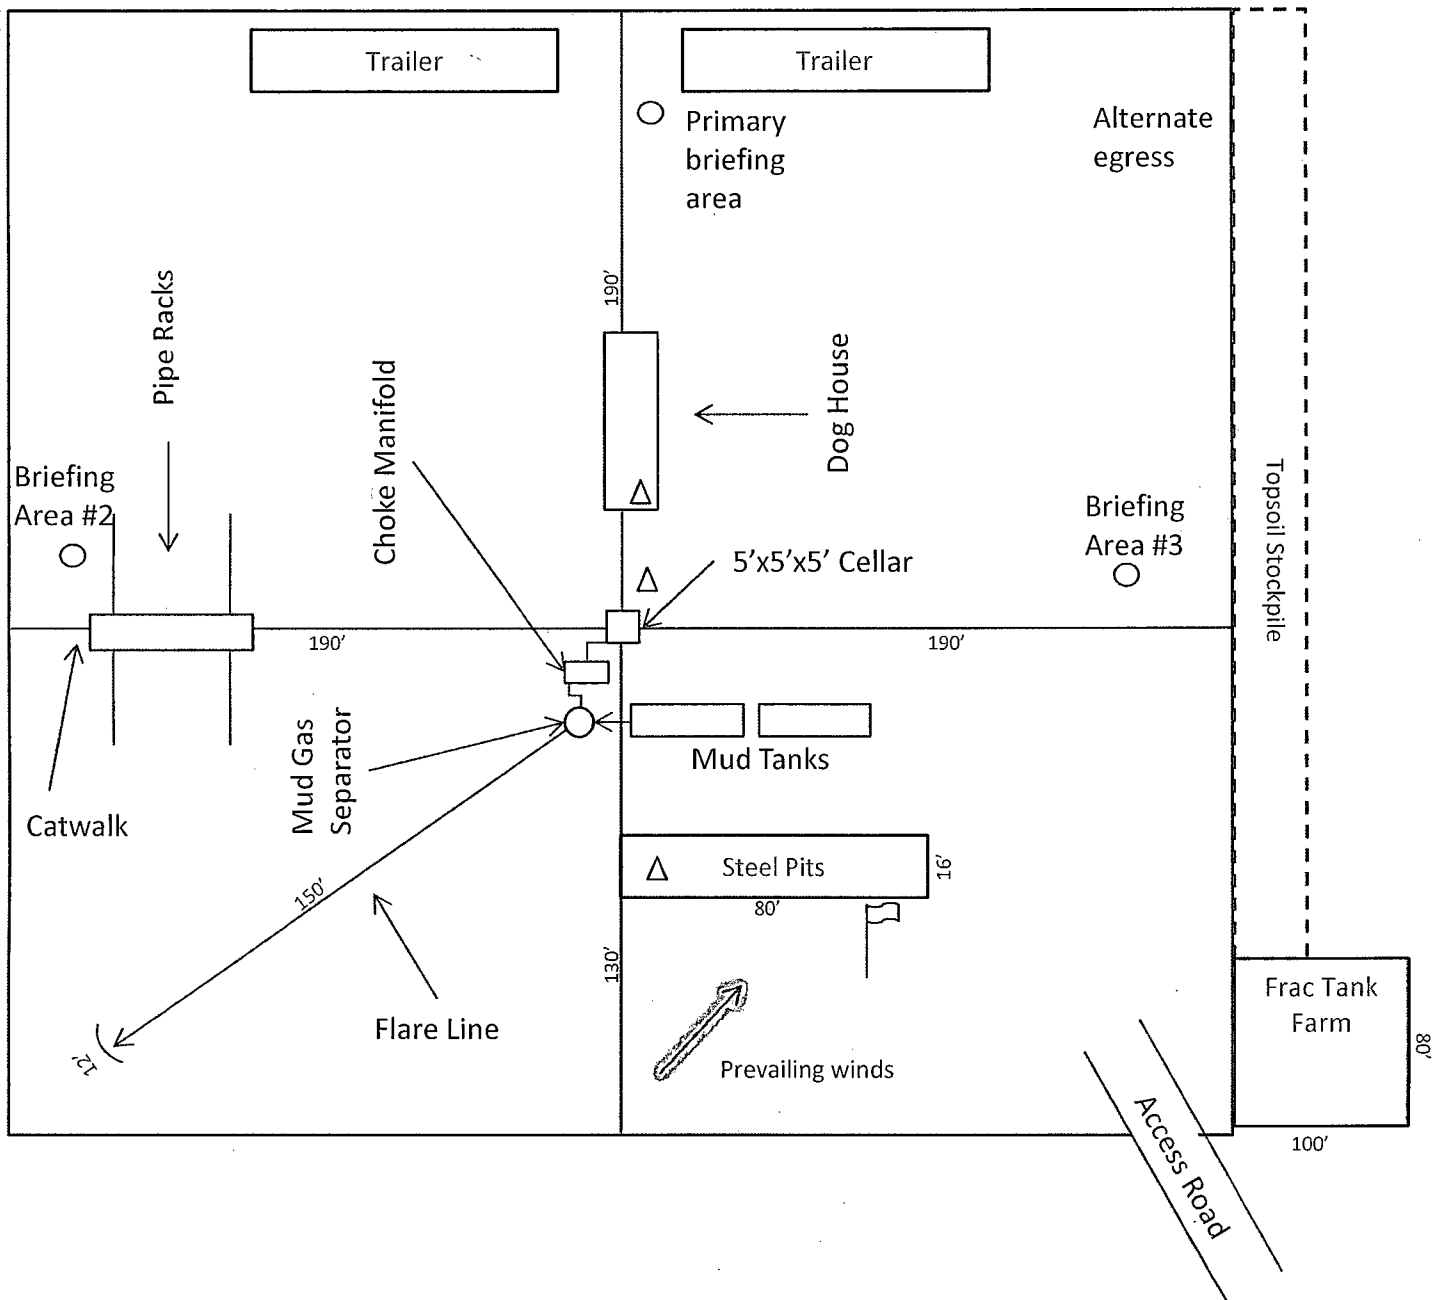 Trailer
Trailer
Primary
briefing
area
Alternate
egress
190'
Pipe Racks
Choke Manifold
Dog House
Briefing
Area #2
Briefing
Area #3
Topsoil Stockpile
5'x5'x5' Cellar
190'
190'
Mud Gas
Separator
Mud Tanks
Catwalk
Steel Pits
16'
80'
150'
130'
Flare Line
12'
Prevailing winds
Frac Tank
Farm
80'
100'
Access Road